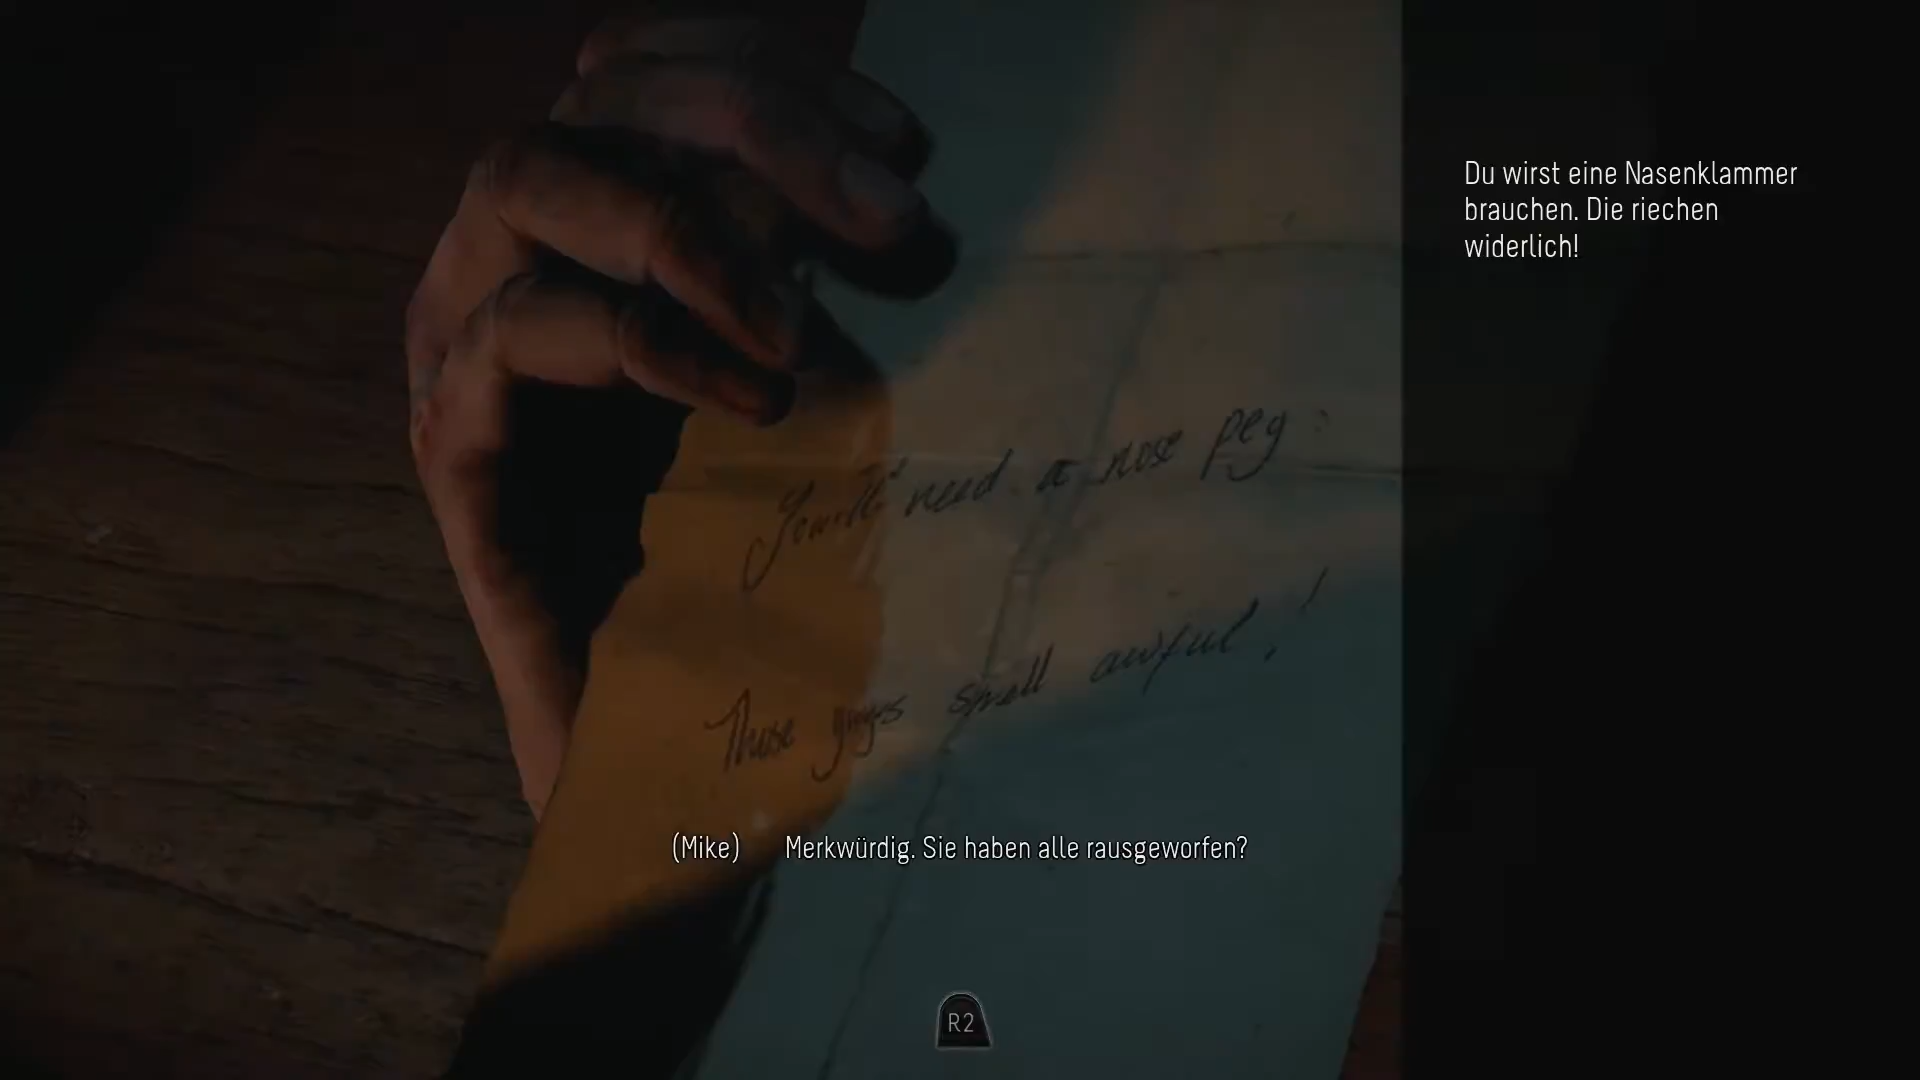 Du wirst eine Nasenklammer
brauchen. Die riechen
widerlich!
You'll need a nose peg.
Those guys smell awful!
(Mike) Merkwürdig. Sie haben alle rausgeworfen?
R2